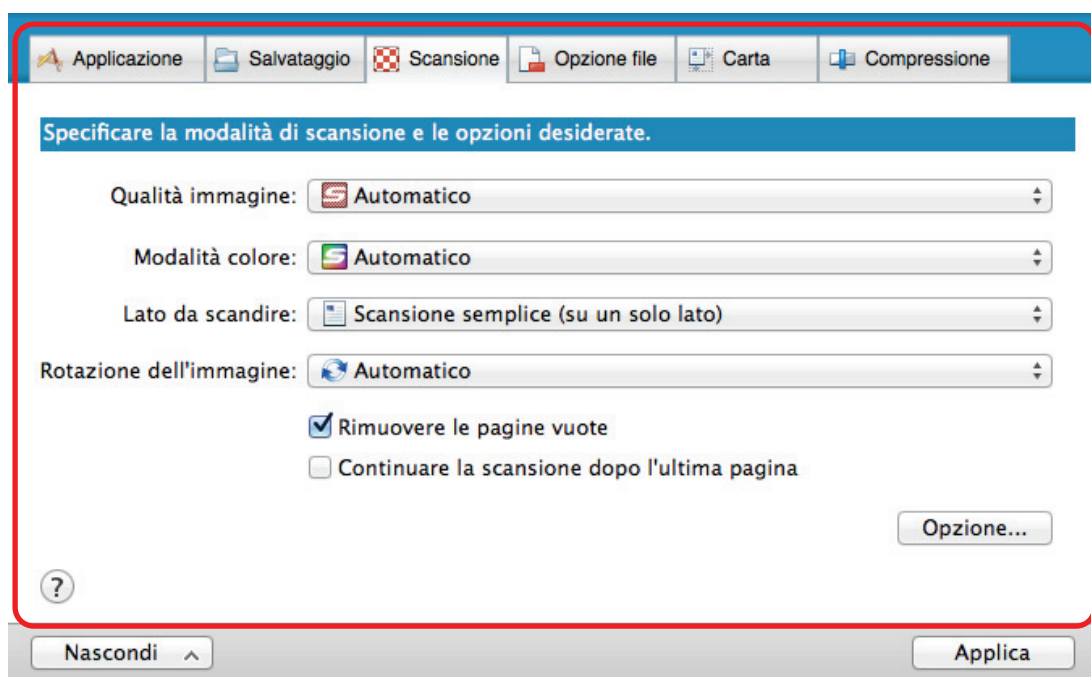 Applicazione Salvataggio Scansione Opzione file Carta Compressione
Specificare la modalità di scansione e le opzioni desiderate.
Qualità immagine: Automatico
Modalità colore: Automatico
Lato da scandire: Scansione semplice (su un solo lato)
Rotazione dell'immagine: Automatico
Rimuovere le pagine vuote
Continuare la scansione dopo l'ultima pagina
Opzione...
?
Nascondi Applica